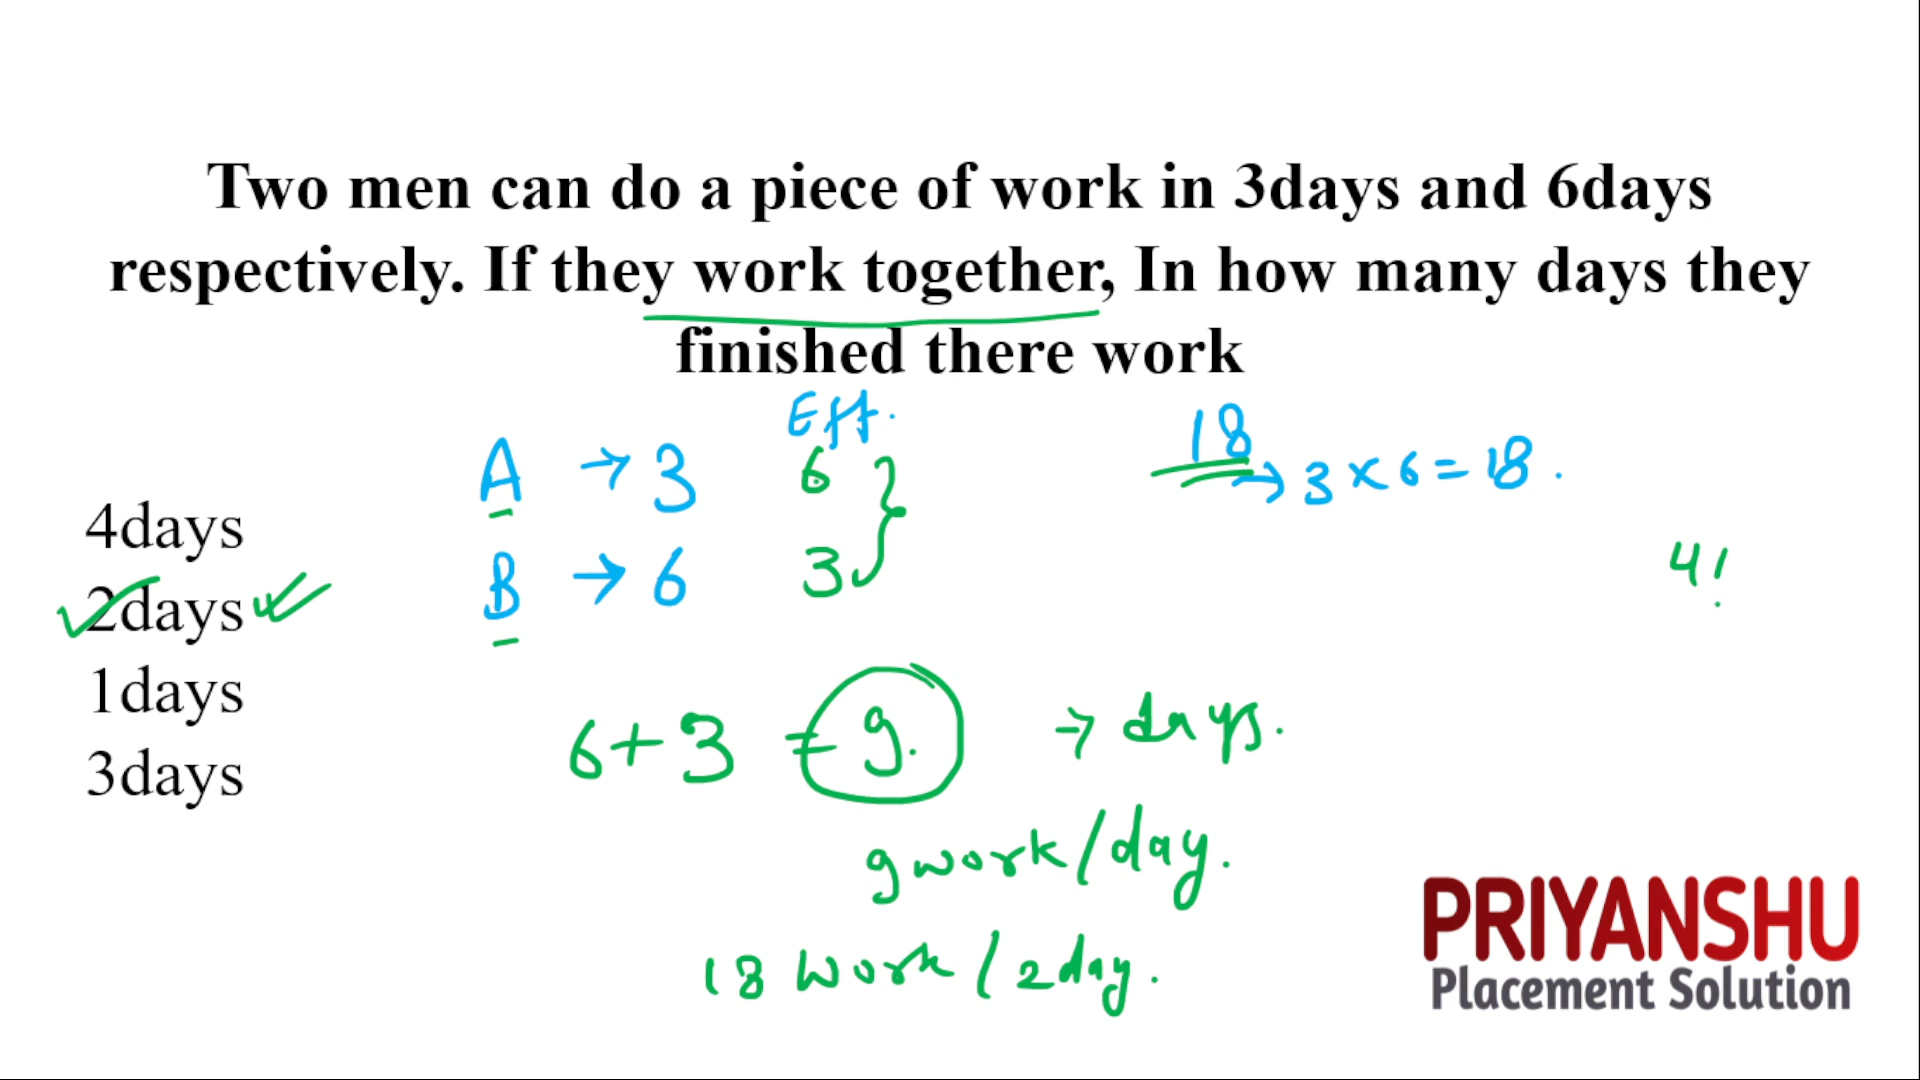 Two men can do a piece of work in 3days and 6days
respectively. If they work together, In how many days they
finished there work
Eff.
A → 3 6
18
→ 3 × 6 = 18.
4days
B → 6 3
4!
2days
1days
6+3 = 9. → days.
3days
9 work/day.
18 work / 2 day.
PRIYANSHU
Placement Solution